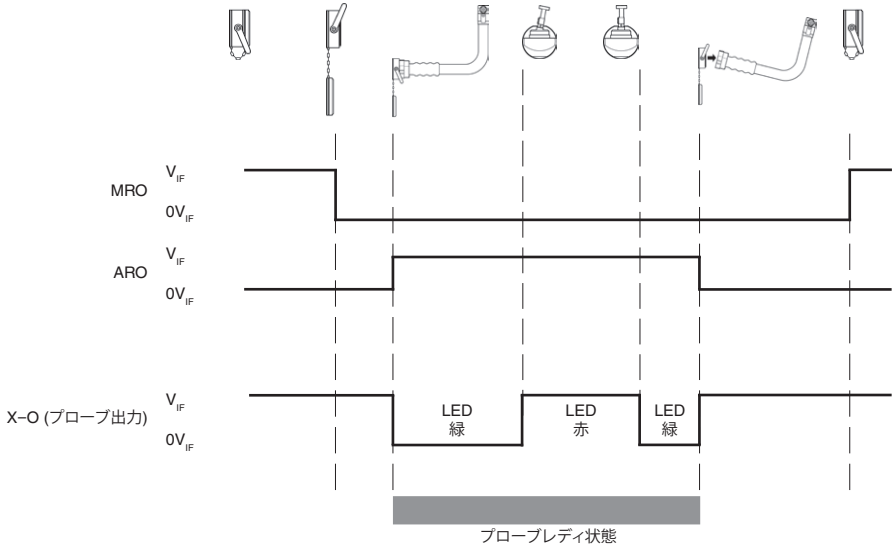 MRO
V_IF
0V_IF
ARO
V_IF
0V_IF
X–O (プローブ出力)
V_IF
0V_IF
LED
緑
LED
赤
LED
緑
プローブレディ状態